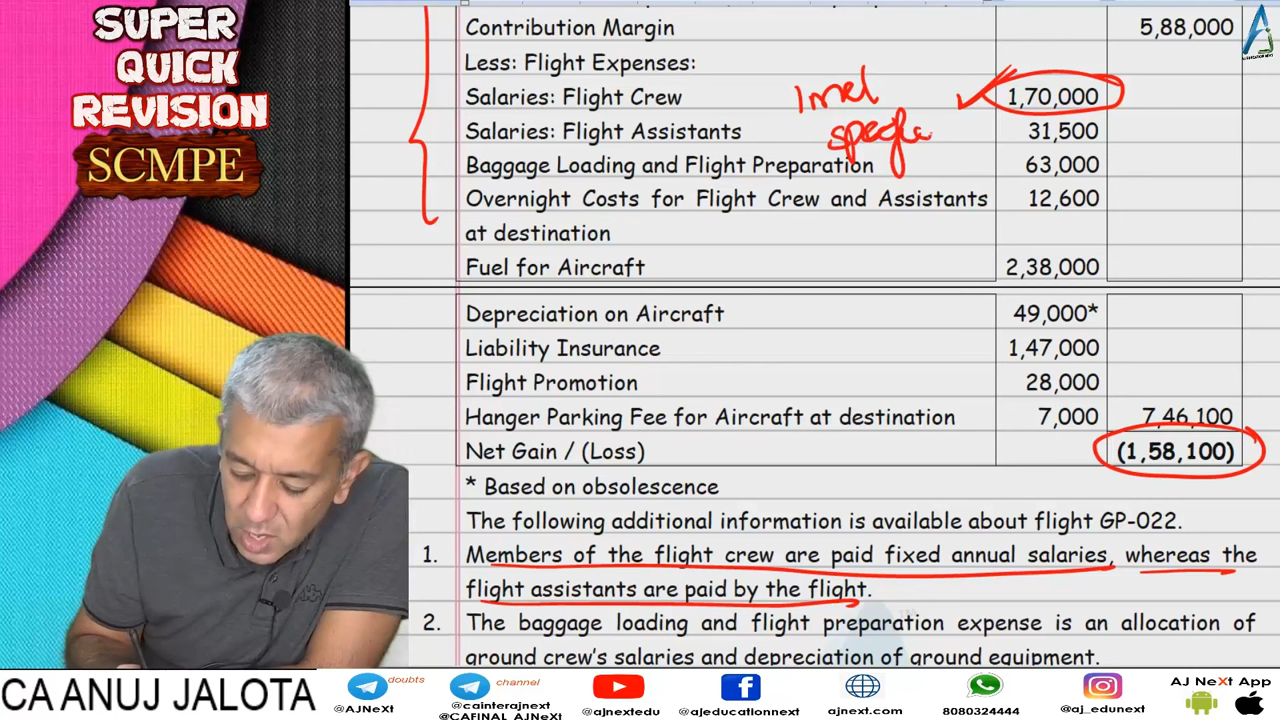 SUPER
QUICK
REVISION
SCMPE
Contribution Margin 5,88,000
Less: Flight Expenses:
Salaries: Flight Crew 1,70,000
Salaries: Flight Assistants 31,500
Baggage Loading and Flight Preparation 63,000
Overnight Costs for Flight Crew and Assistants 12,600
at destination
Fuel for Aircraft 2,38,000
Depreciation on Aircraft 49,000*
Liability Insurance 1,47,000
Flight Promotion 28,000
Hanger Parking Fee for Aircraft at destination 7,000 7,46,100
Net Gain / (Loss) (1,58,100)
* Based on obsolescence
The following additional information is available about flight GP-022.
1. Members of the flight crew are paid fixed annual salaries, whereas the
flight assistants are paid by the flight.
2. The baggage loading and flight preparation expense is an allocation of
ground crew's salaries and depreciation of ground equipment.
CA ANUJ JALOTA
doubts
@AJNeXt
channel
@cainterajnext
@CAFINAL_AJNeXt
@ajnextedu
@ajeducationnext
ajnext.com
8080324444
@aj_edunext
AJ NeXt App